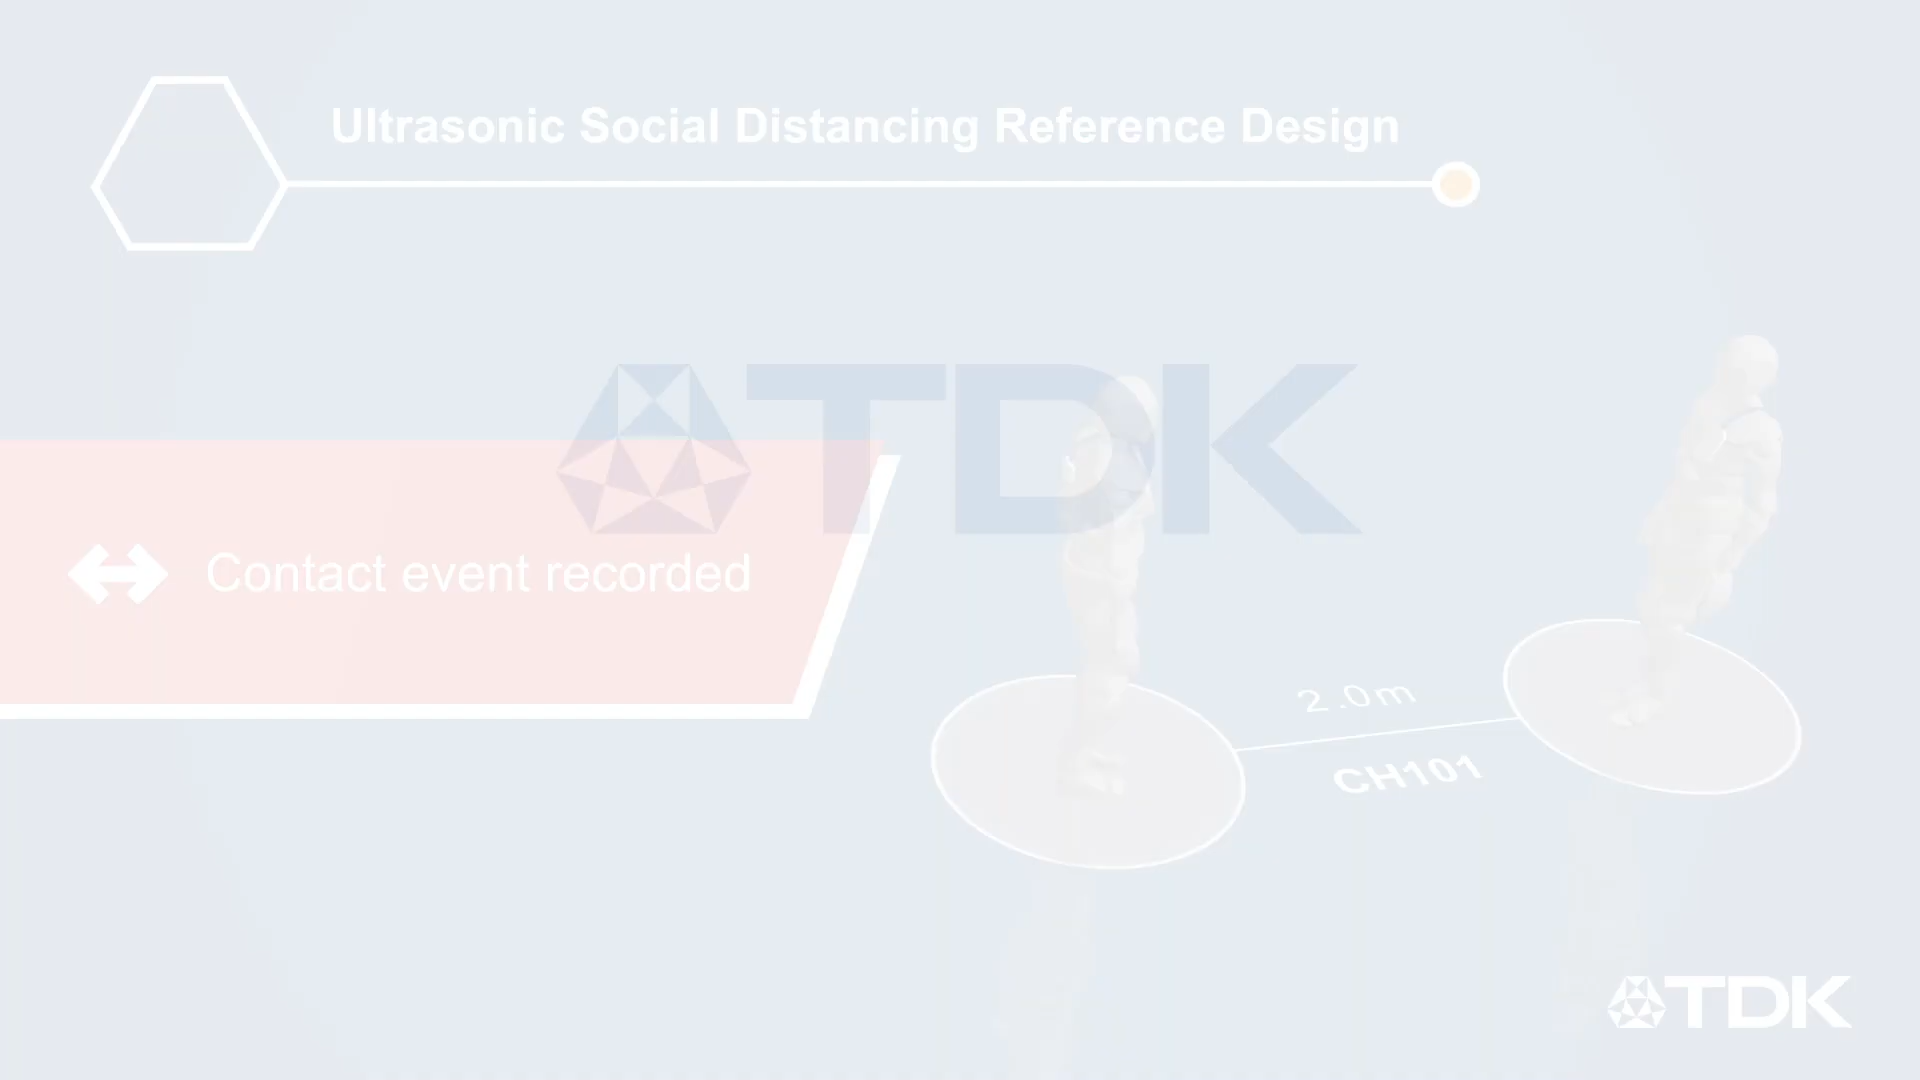 Ultrasonic Social Distancing Reference Design
TDK
Contact event recorded
2.0m
CH101
TDK